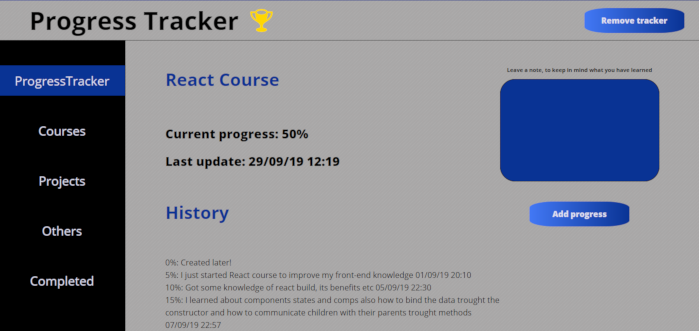 Progress Tracker
Remove tracker
ProgressTracker
Courses
Projects
Others
Completed
React Course
Current progress: 50%
Last update: 29/09/19 12:19
Leave a note, to keep in mind what you have learned
Add progress
History
0%: Created later!
5%: I just started React course to improve my front-end knowledge 01/09/19 20:10
10%: Got some knowledge of react build, its benefits etc 05/09/19 22:30
15%: I learned about components states and comps also how to bind the data trought the
constructor and how to communicate children with their parents trought methods
07/09/19 22:57